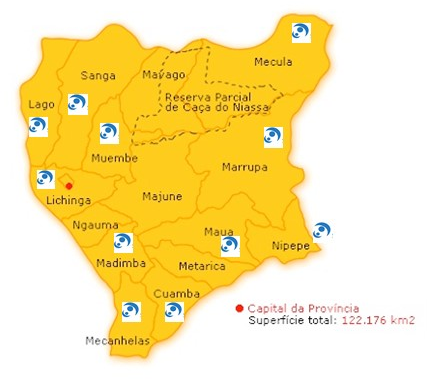 Mecula
Sanga
Mavago
Lago
Reserva Parcial
de Caça do Niassa
Muembe
Marrupa
Majune
Lichinga
Ngauma
Maua
Nipepe
Madimba
Metarica
Cuamba
Capital da Província
Superfície total: 122.176 km2
Mecanhelas